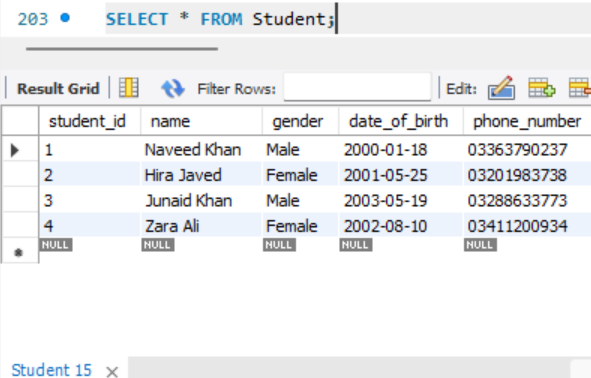 203 SELECT * FROM Student;
Result Grid Filter Rows: Edit:
student_id name gender date_of_birth phone_number
1 Naveed Khan Male 2000-01-18 03363790237
2 Hira Javed Female 2001-05-25 03201983738
3 Junaid Khan Male 2003-05-19 03288633773
4 Zara Ali Female 2002-08-10 03411200934
NULL NULL NULL NULL NULL
Student 15